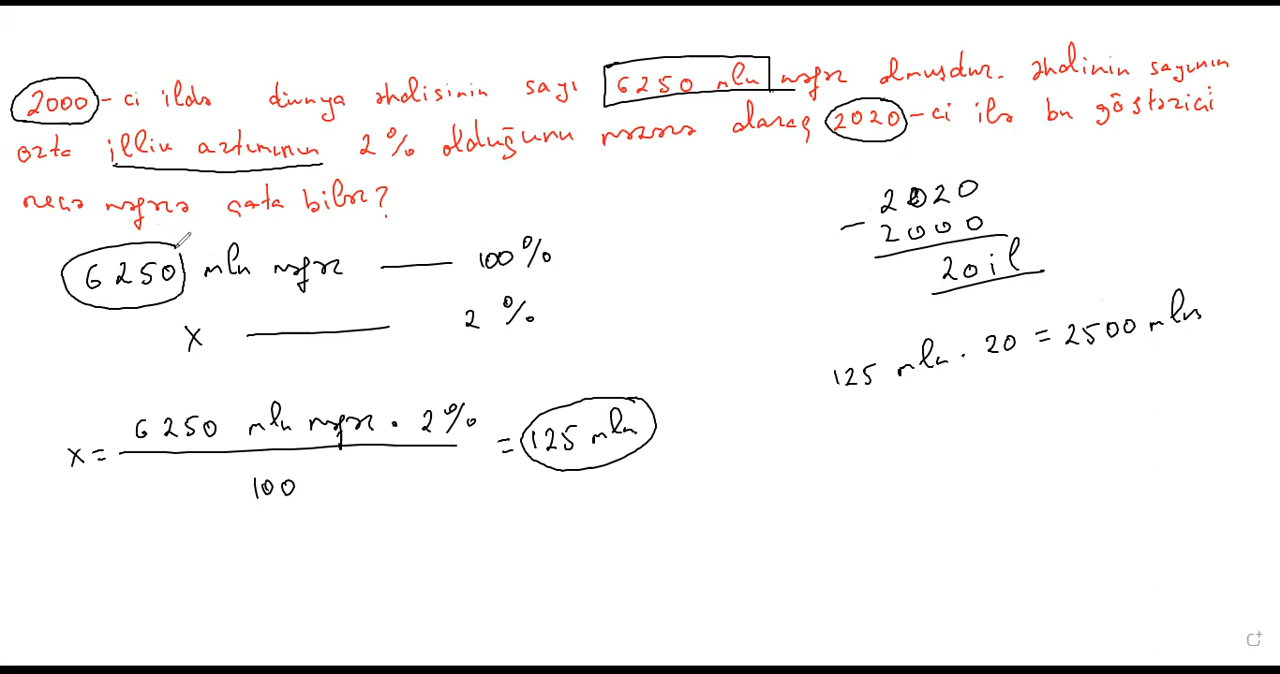 2000-ci ildə dünya əhalisinin sayı 6250 mln nəfər olmuşdur. Əhalinin sayının
orta illik artımının 2% olduğunu nəzərə alaraq 2020-ci ilə bu göstərici
neçə nəfərə çata bilər?
6250 mln nəfər — 100%
x — 2%
x = 6250 mln nəfər . 2% / 100 = 125 mln
- 2020
2000
20 il
125 mln . 20 = 2500 mln